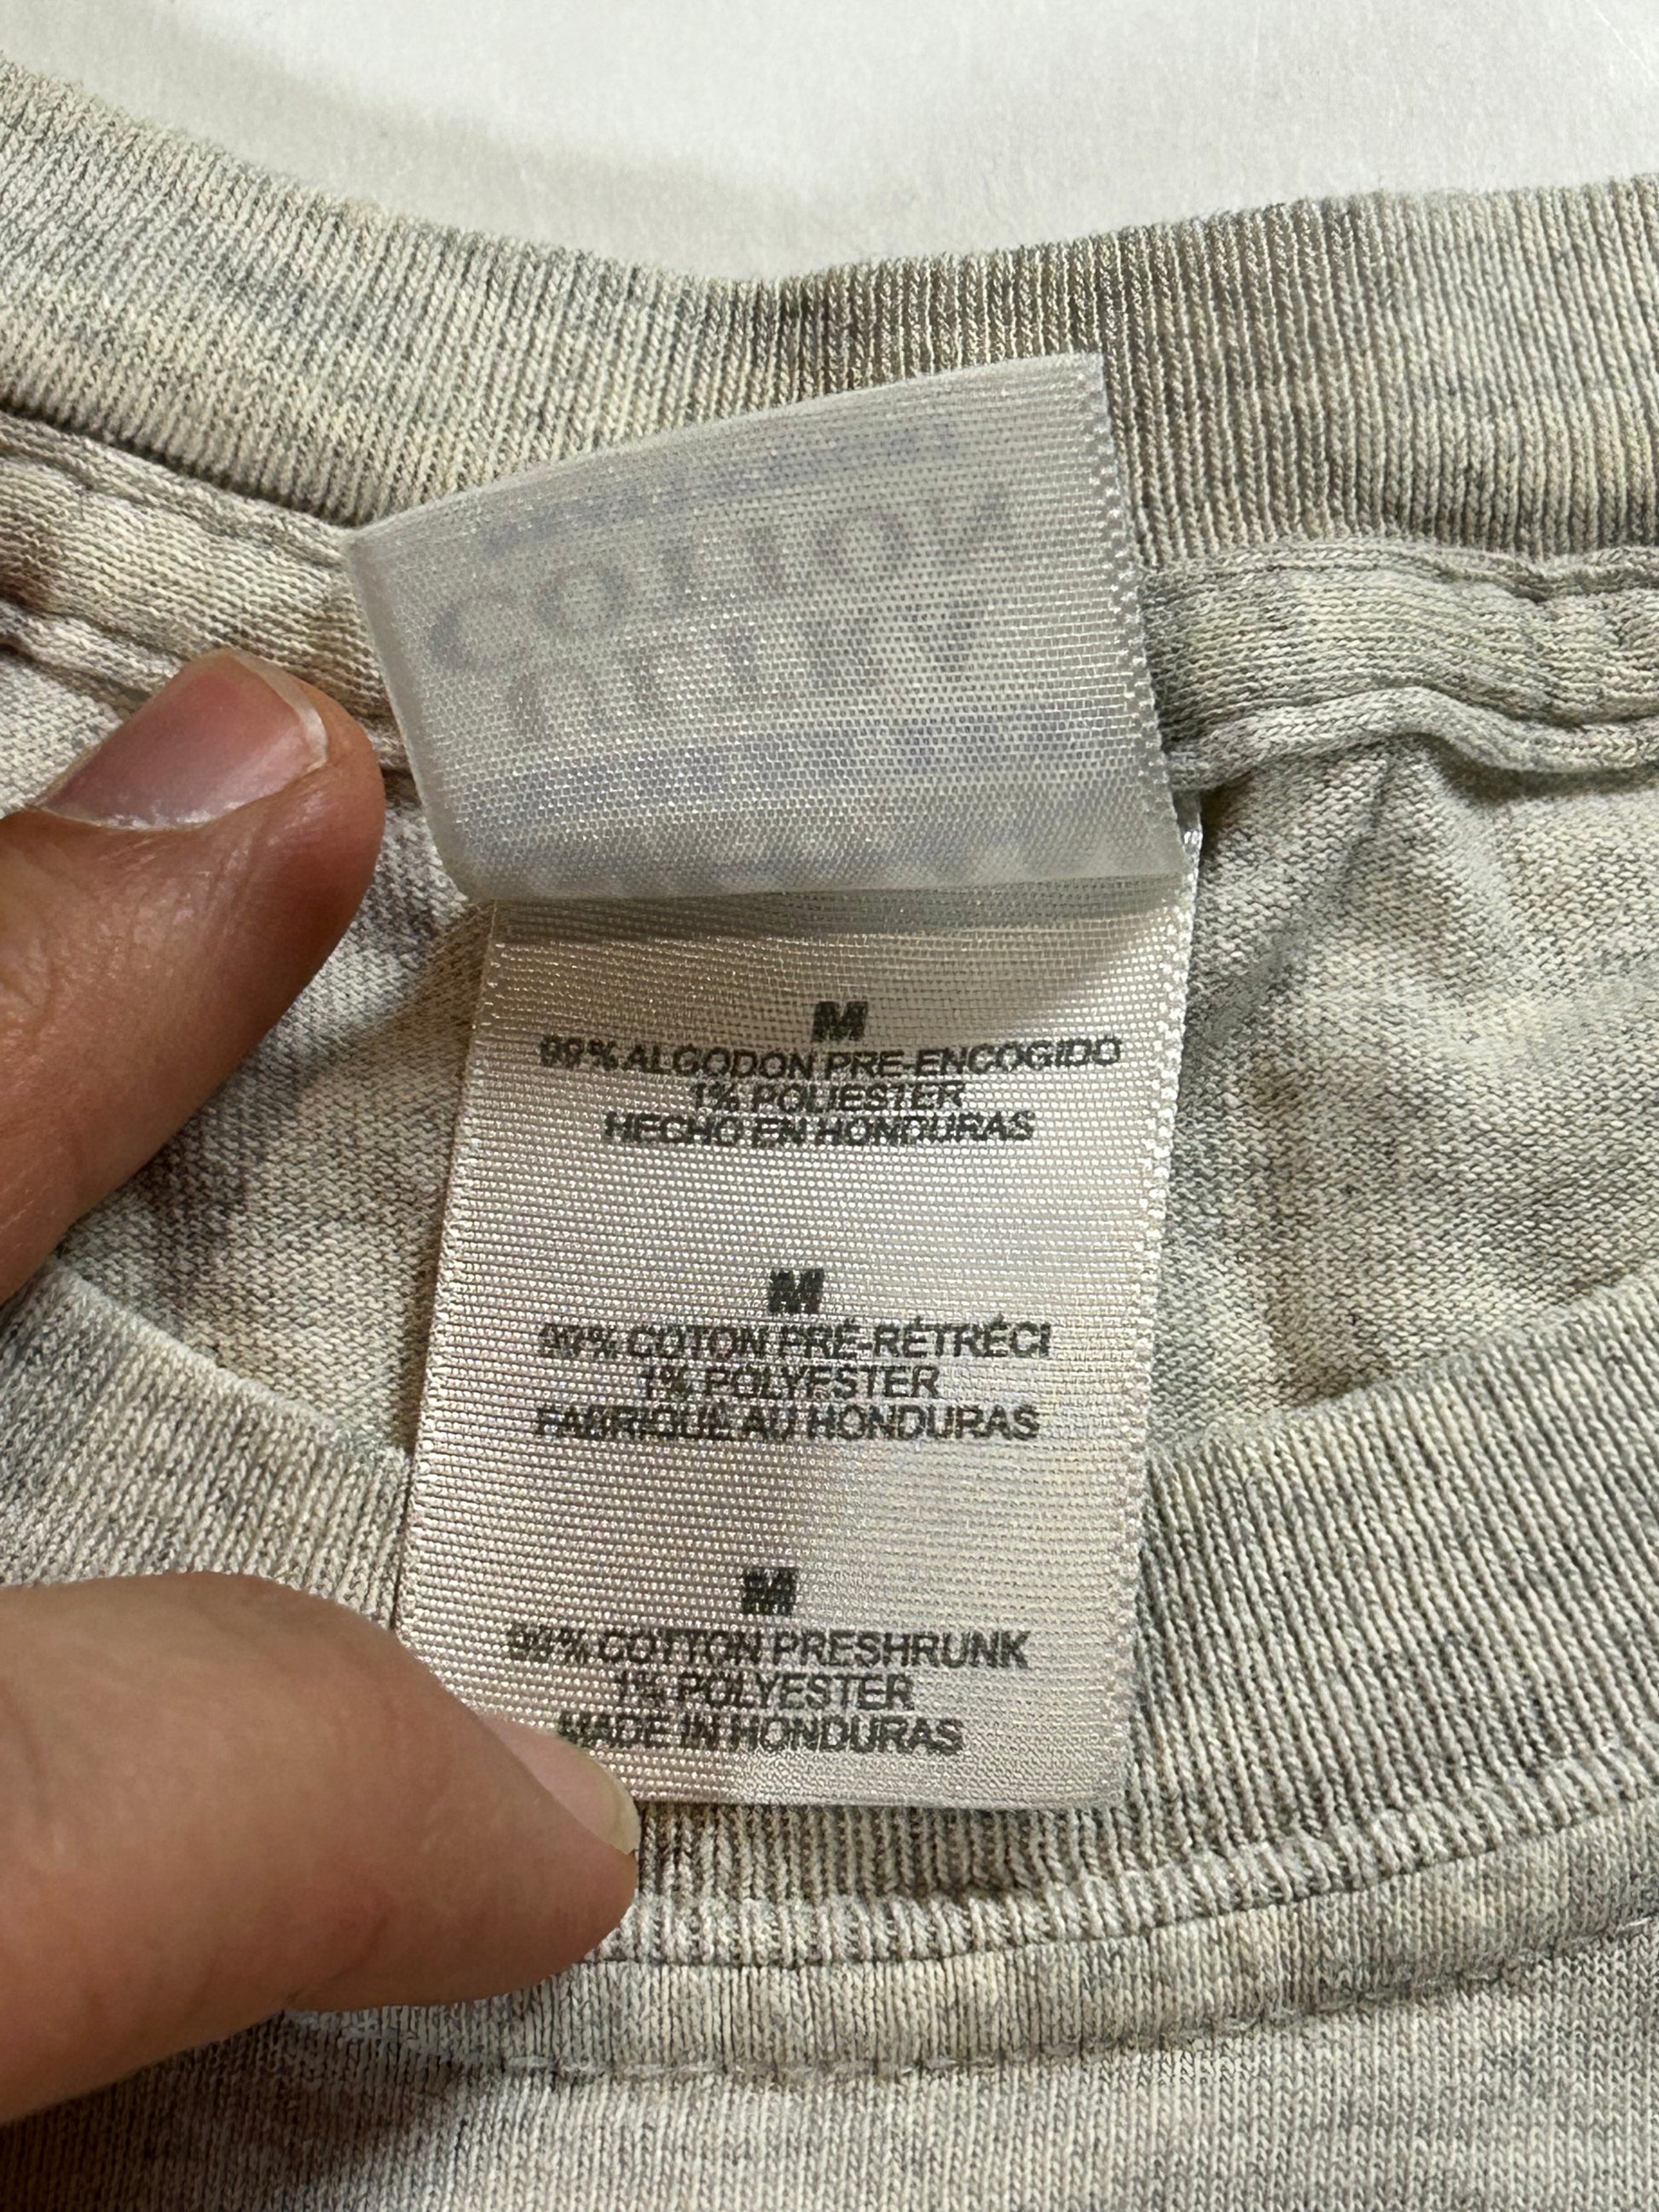 M
99% ALGODON PRE-ENCOGIDO
1% POLIESTER
HECHO EN HONDURAS
M
99% COTON PRÉ-RÉTRÉCI
1% POLYESTER
FABRIQUÉ AU HONDURAS
M
99% COTTON PRESHRUNK
1% POLYESTER
MADE IN HONDURAS